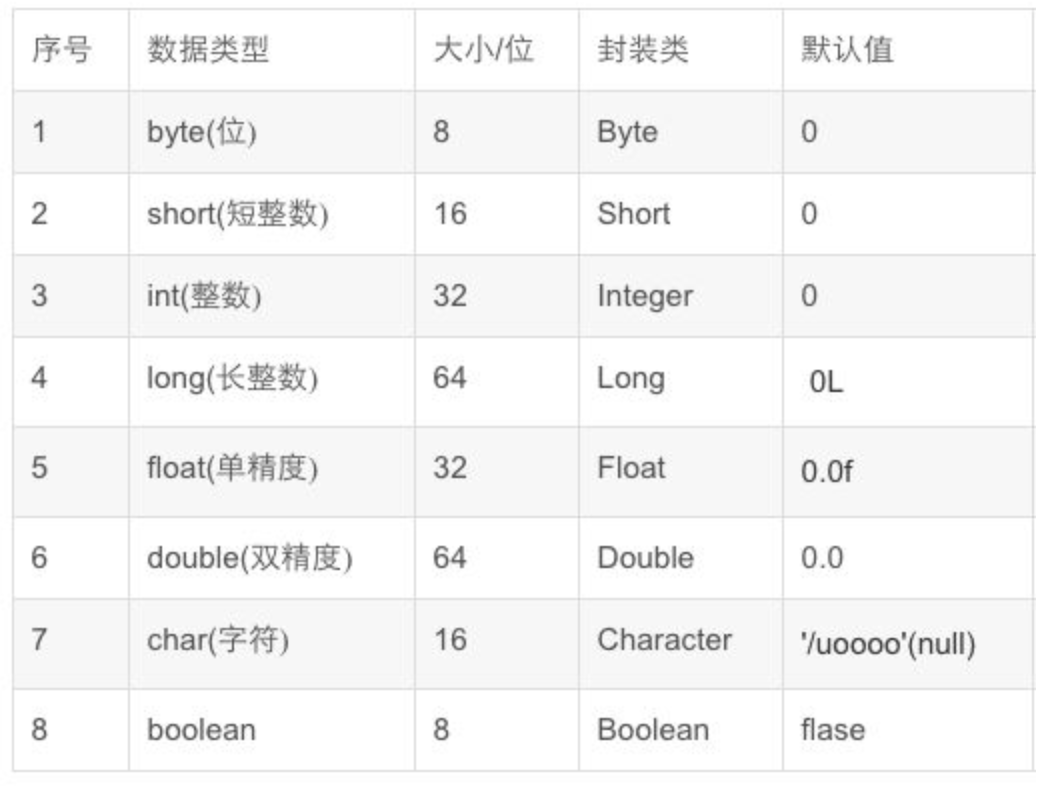 序号 数据类型 大小/位 封装类 默认值
1 byte(位) 8 Byte 0
2 short(短整数) 16 Short 0
3 int(整数) 32 Integer 0
4 long(长整数) 64 Long 0L
5 float(单精度) 32 Float 0.0f
6 double(双精度) 64 Double 0.0
7 char(字符) 16 Character '/uoooo'(null)
8 boolean 8 Boolean flase